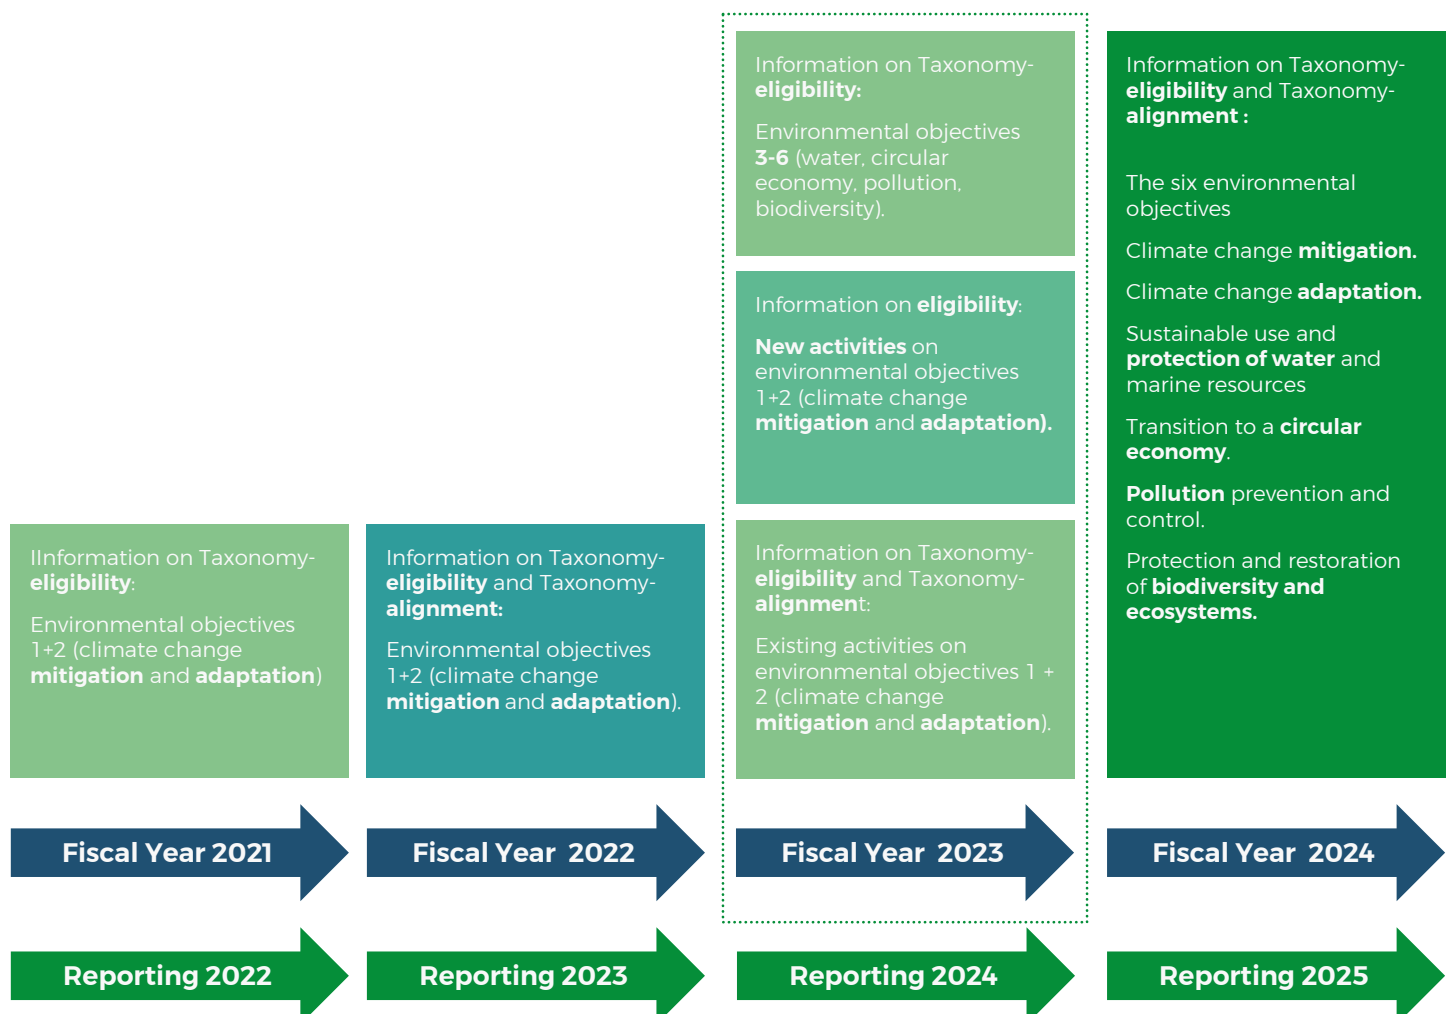 IInformation on Taxonomy-
eligibility:
Environmental objectives
1+2 (climate change
mitigation and adaptation)
Information on Taxonomy-
eligibility and Taxonomy-
alignment:
Environmental objectives
1+2 (climate change
mitigation and adaptation).
Information on Taxonomy-
eligibility:
Environmental objectives
3-6 (water, circular
economy, pollution,
biodiversity).
Information on eligibility:
New activities on
environmental objectives
1+2 (climate change
mitigation and adaptation).
Information on Taxonomy-
eligibility and Taxonomy-
alignment:
Existing activities on
environmental objectives 1 +
2 (climate change
mitigation and adaptation).
Information on Taxonomy-
eligibility and Taxonomy-
alignment :
The six environmental
objectives
Climate change mitigation.
Climate change adaptation.
Sustainable use and
protection of water and
marine resources
Transition to a circular
economy.
Pollution prevention and
control.
Protection and restoration
of biodiversity and
ecosystems.
Fiscal Year 2021
Fiscal Year 2022
Fiscal Year 2023
Fiscal Year 2024
Reporting 2022
Reporting 2023
Reporting 2024
Reporting 2025